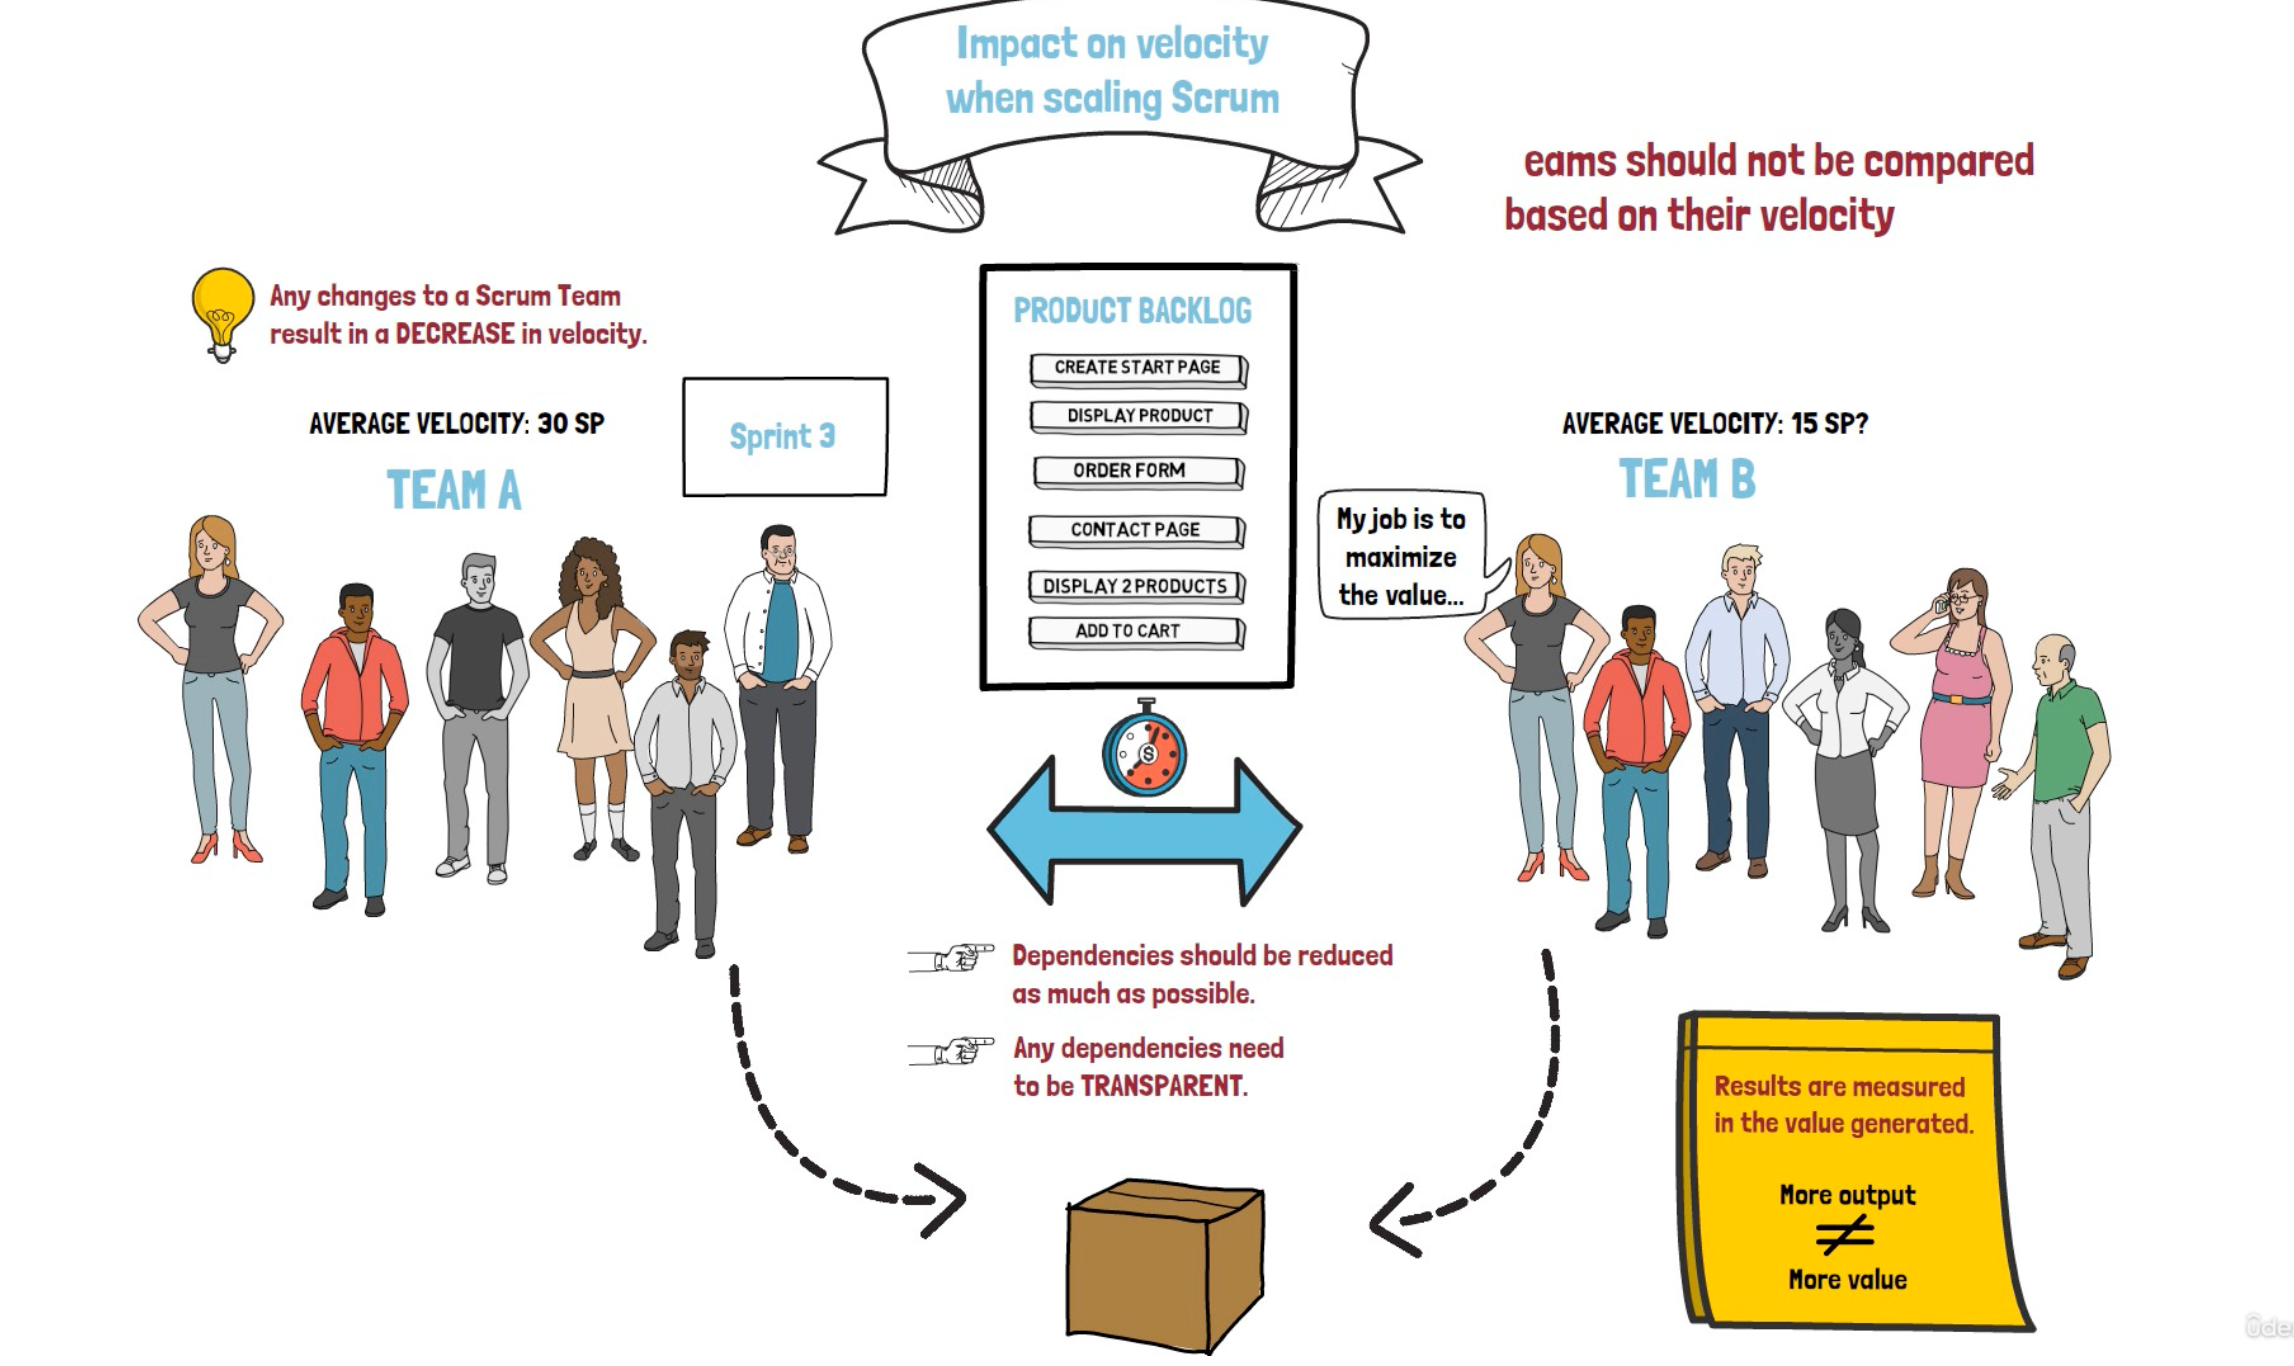 Impact on velocity
when scaling Scrum
eams should not be compared
based on their velocity
Any changes to a Scrum Team
result in a DECREASE in velocity.
AVERAGE VELOCITY: 30 SP
TEAM A
Sprint 3
PRODUCT BACKLOG
CREATE START PAGE
DISPLAY PRODUCT
ORDER FORM
CONTACT PAGE
DISPLAY 2 PRODUCTS
ADD TO CART
AVERAGE VELOCITY: 15 SP?
TEAM B
My job is to
maximize
the value...
$
Dependencies should be reduced
as much as possible.
Any dependencies need
to be TRANSPARENT.
Results are measured
in the value generated.
More output
≠
More value